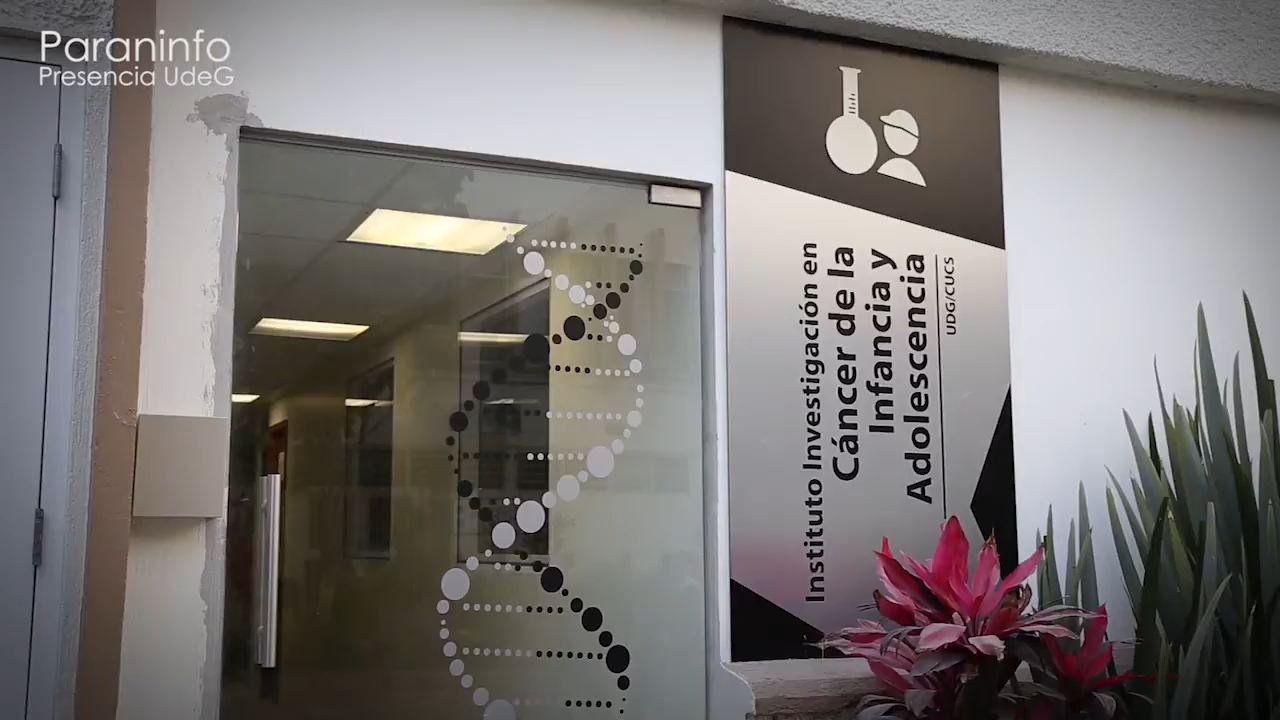 Paraninfo
Presencia UdeG
Instituto Investigación en
Cáncer de la
Infancia y
Adolescencia
UDG/CUCS